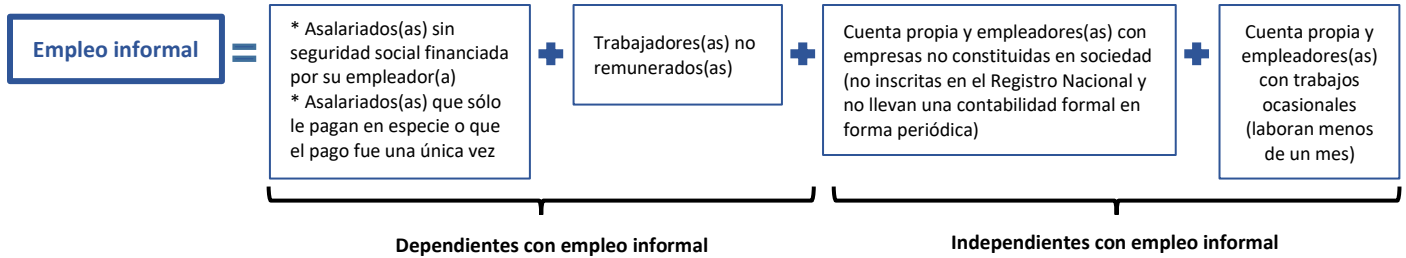 Empleo informal
* Asalariados(as) sin
seguridad social financiada
por su empleador(a)
* Asalariados(as) que sólo
le pagan en especie o que
el pago fue una única vez
Trabajadores(as) no
remunerados(as)
Cuenta propia y empleadores(as) con
empresas no constituidas en sociedad
(no inscritas en el Registro Nacional y
no llevan una contabilidad formal en
forma periódica)
Cuenta propia y
empleadores(as)
con trabajos
ocasionales
(laboran menos
de un mes)
Dependientes con empleo informal
Independientes con empleo informal